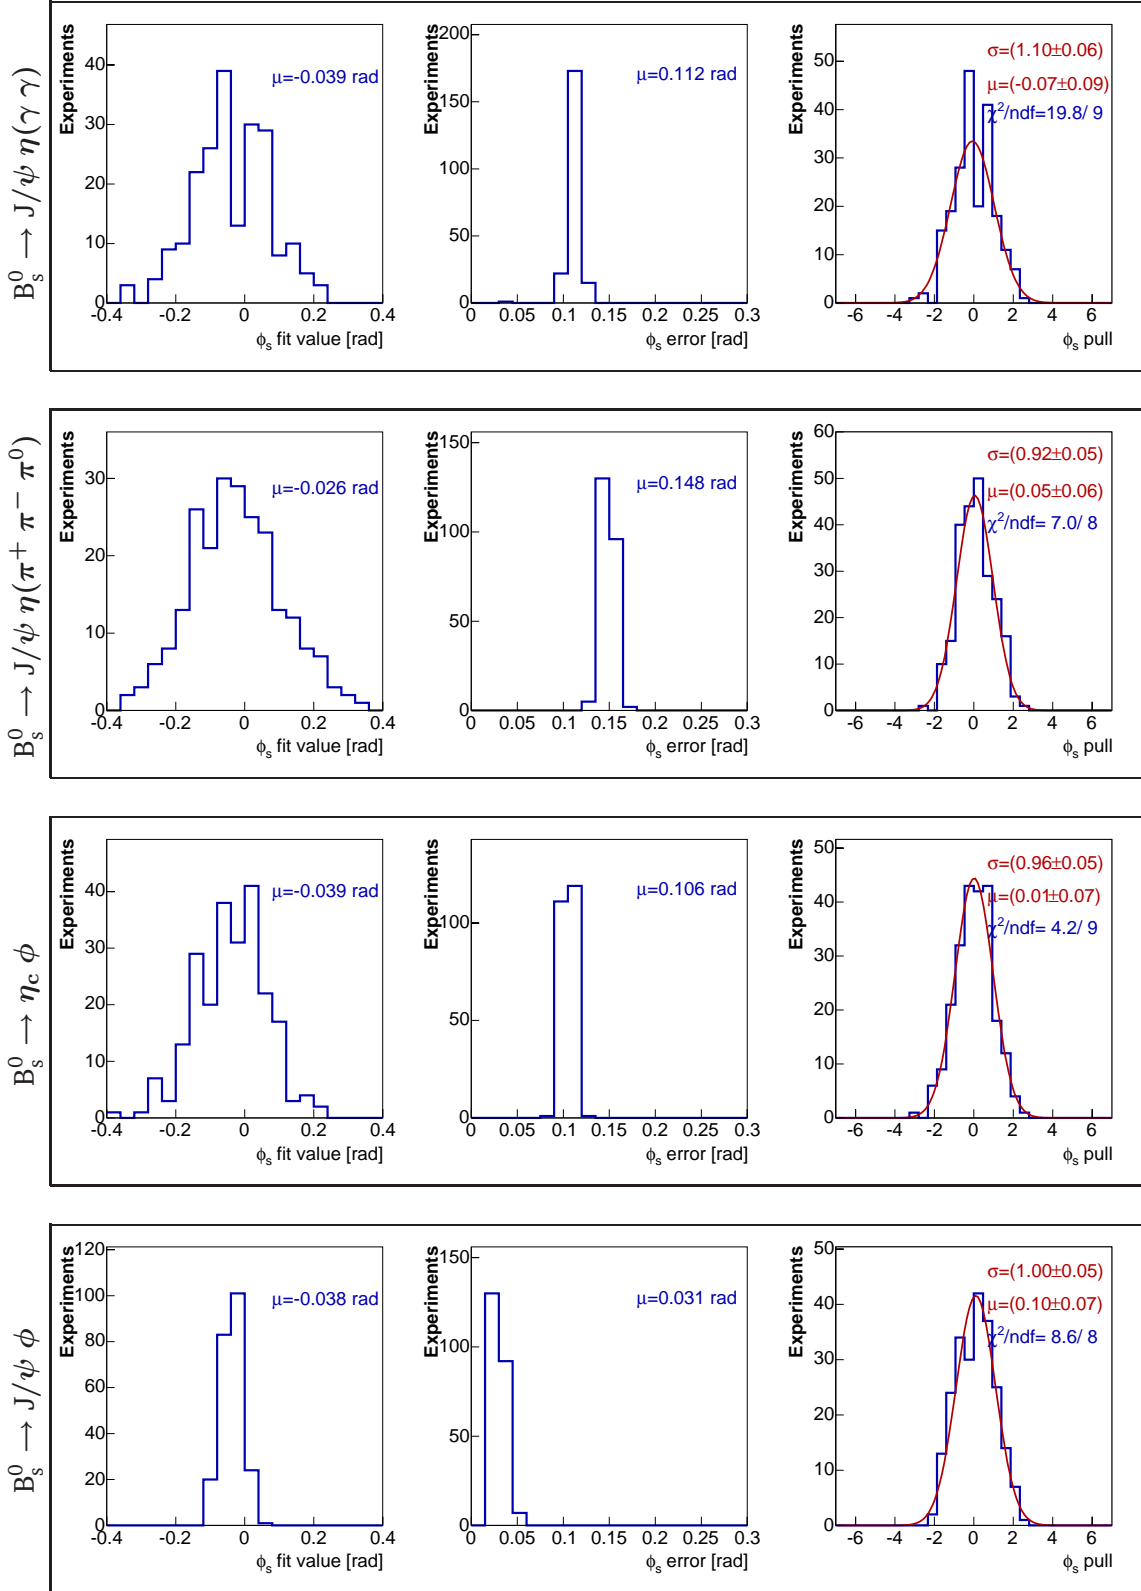 B⁰ₛ ⟶ J/ψ η(γ γ)
Experiments
40
30
20
10
0
-0.4 -0.2 0 0.2 0.4
ϕₛ fit value [rad]
μ=-0.039 rad
Experiments
200
150
100
50
0
0 0.05 0.1 0.15 0.2 0.25 0.3
ϕₛ error [rad]
μ=0.112 rad
Experiments
50
40
30
20
10
0
-6 -4 -2 0 2 4 6
ϕₛ pull
σ=(1.10±0.06)
μ=(-0.07±0.09)
χ²/ndf=19.8/ 9
B⁰ₛ ⟶ J/ψ η(π⁺ π⁻ π⁰)
Experiments
30
20
10
0
-0.4 -0.2 0 0.2 0.4
ϕₛ fit value [rad]
μ=-0.026 rad
Experiments
150
100
50
0
0 0.05 0.1 0.15 0.2 0.25 0.3
ϕₛ error [rad]
μ=0.148 rad
Experiments
60
50
40
30
20
10
0
-6 -4 -2 0 2 4 6
ϕₛ pull
σ=(0.92±0.05)
μ=(0.05±0.06)
χ²/ndf= 7.0/ 8
B⁰ₛ ⟶ η_c ϕ
Experiments
40
30
20
10
0
-0.4 -0.2 0 0.2 0.4
ϕₛ fit value [rad]
μ=-0.039 rad
Experiments
100
50
0
0 0.05 0.1 0.15 0.2 0.25 0.3
ϕₛ error [rad]
μ=0.106 rad
Experiments
50
40
30
20
10
0
-6 -4 -2 0 2 4 6
ϕₛ pull
σ=(0.96±0.05)
μ=(0.01±0.07)
χ²/ndf= 4.2/ 9
B⁰ₛ ⟶ J/ψ ϕ
Experiments
120
100
80
60
40
20
0
-0.4 -0.2 0 0.2 0.4
ϕₛ fit value [rad]
μ=-0.038 rad
Experiments
150
100
50
0
0 0.05 0.1 0.15 0.2 0.25 0.3
ϕₛ error [rad]
μ=0.031 rad
Experiments
50
40
30
20
10
0
-6 -4 -2 0 2 4 6
ϕₛ pull
σ=(1.00±0.05)
μ=(0.10±0.07)
χ²/ndf= 8.6/ 8